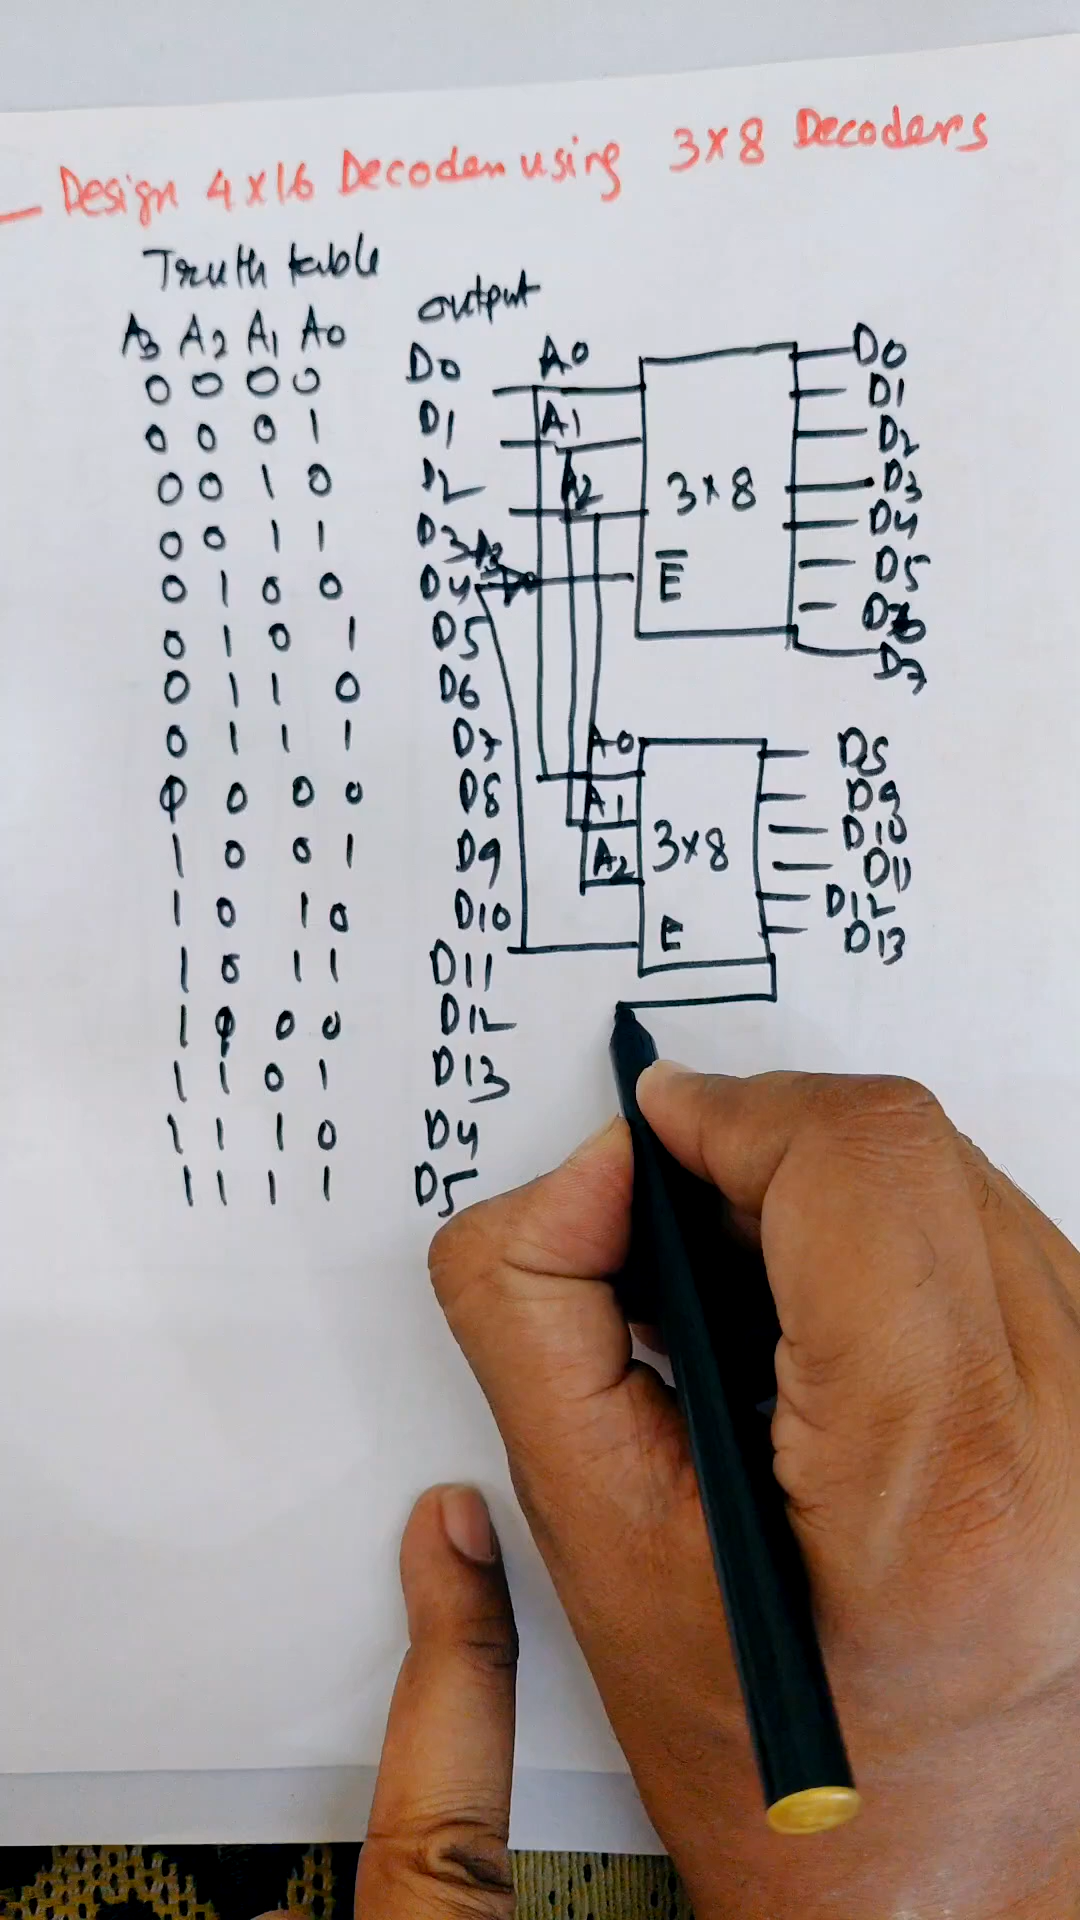 Design 4x16 Decoder using 3x8 Decoders
Truth table
output
A3 A2 A1 A0
0 0 0 0 D0
0 0 0 1 D1
0 0 1 0 D2
0 0 1 1 D3
0 1 0 0 D4
0 1 0 1 D5
0 1 1 0 D6
0 1 1 1 D7
1 0 0 0 D8
1 0 0 1 D9
1 0 1 0 D10
1 0 1 1 D11
1 1 0 0 D12
1 1 0 1 D13
1 1 1 0 D4
1 1 1 1 D5
A0
A1
A2
A3
3x8
E̅
D0
D1
D2
D3
D4
D5
D6
D7
A0
A1
A2
3x8
E
D8
D9
D10
D11
D12
D13